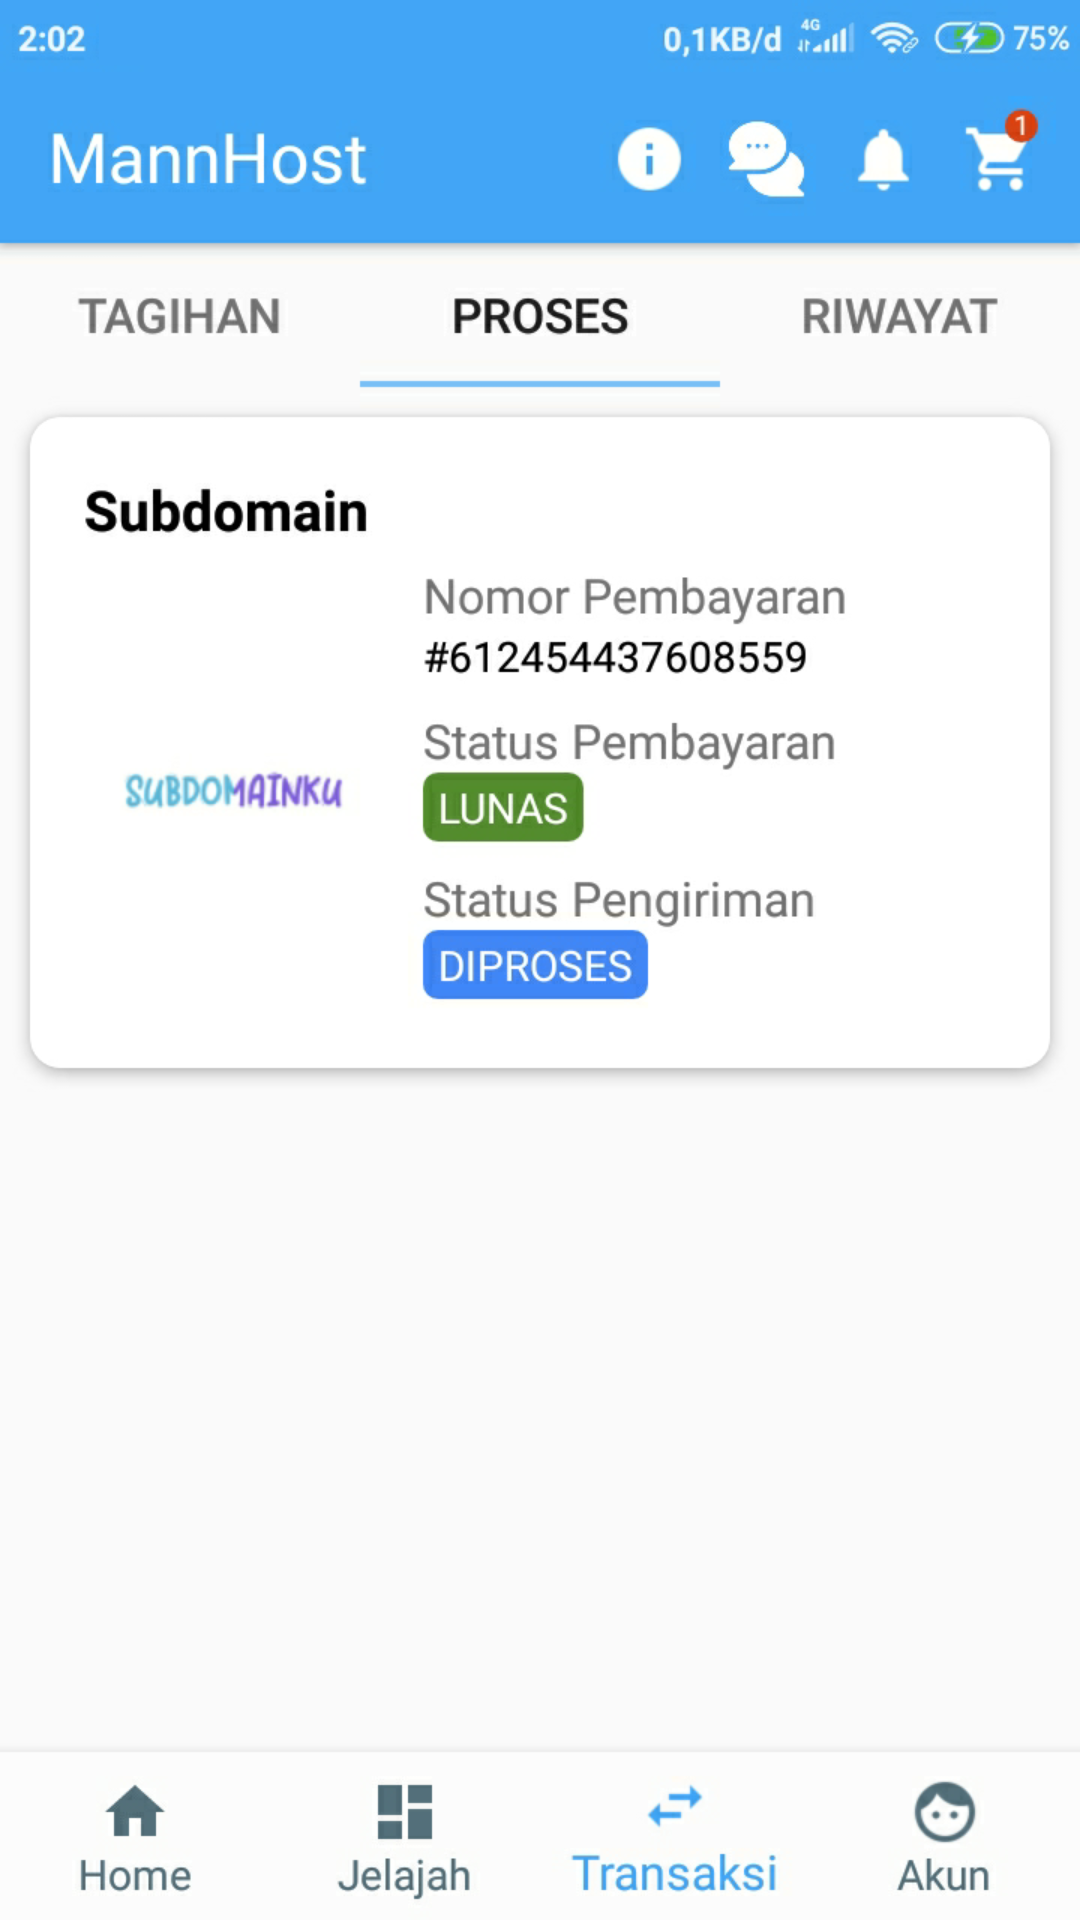 2:02 0,1KB/d 4G 75%
MannHost 1
TAGIHAN PROSES RIWAYAT
Subdomain
Nomor Pembayaran
#612454437608559
Status Pembayaran
SUBDOMAINKU
LUNAS
Status Pengiriman
DIPROSES
Home Jelajah Transaksi Akun